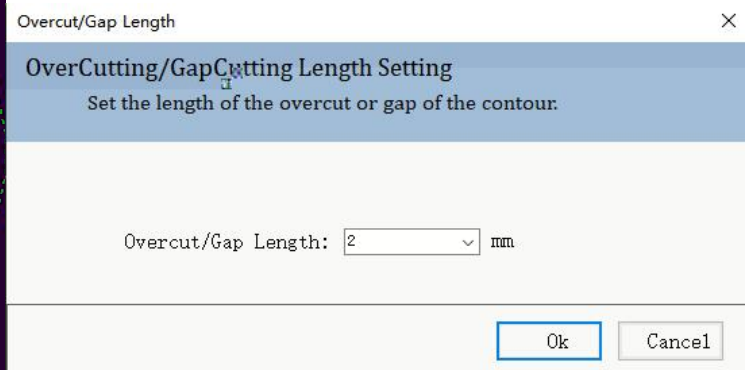 Overcut/Gap Length
OverCutting/GapCutting Length Setting
Set the length of the overcut or gap of the contour.
Overcut/Gap Length: 2 mm
Ok Cancel